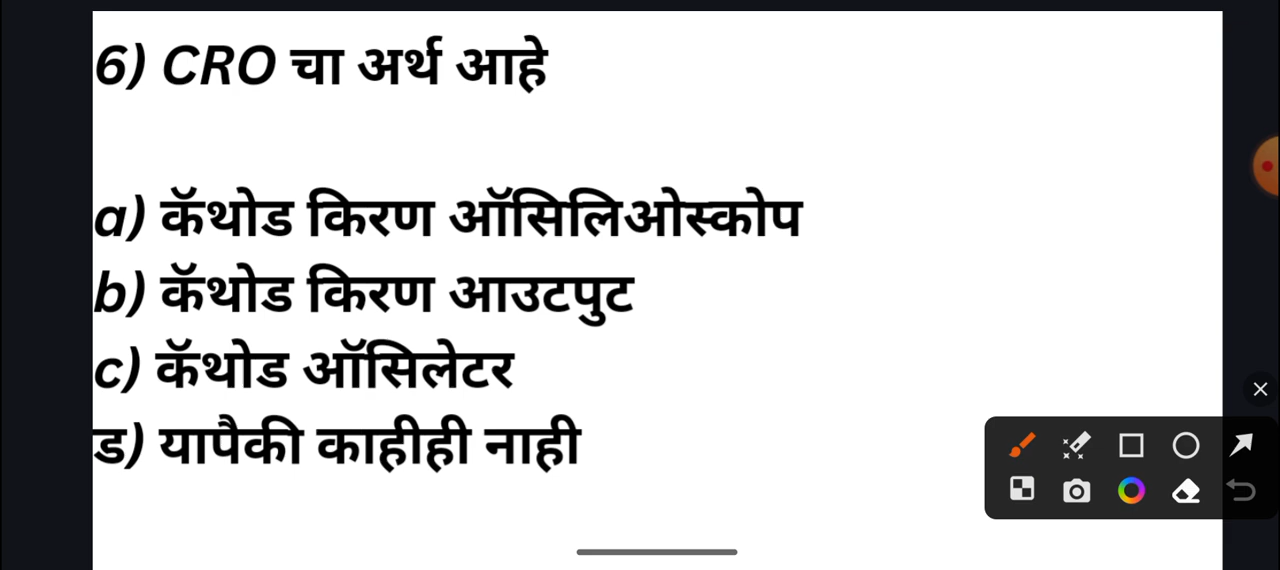 6) CRO चा अर्थ आहे
a) कॅथोड किरण ऑसिलिओस्कोप
b) कॅथोड किरण आउटपुट
c) कॅथोड ऑसिलेटर
ड) यापैकी काहीही नाही